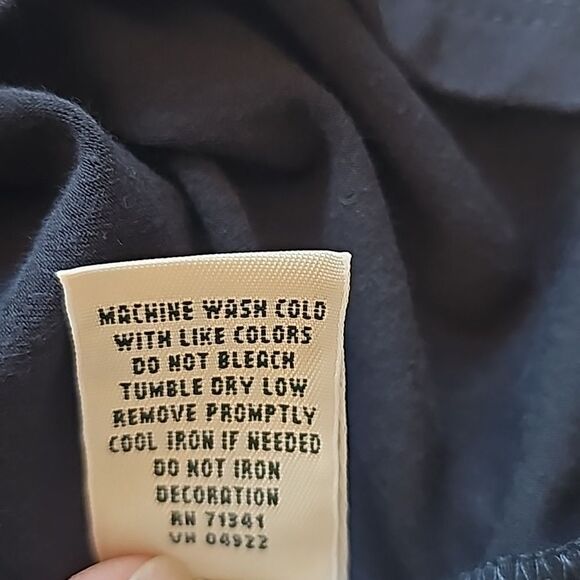 MACHINE WASH COLD
WITH LIKE COLORS
DO NOT BLEACH
TUMBLE DRY LOW
REMOVE PROMPTLY
COOL IRON IF NEEDED
DO NOT IRON
DECORATION
RN 71341
VH 04922